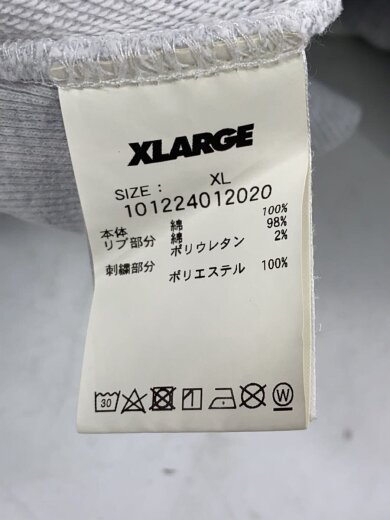 XLARGE
SIZE : XL
101224012020
本体 綿 100%
リブ部分 綿 98%
ポリウレタン 2%
刺繍部分 ポリエステル 100%
30 W